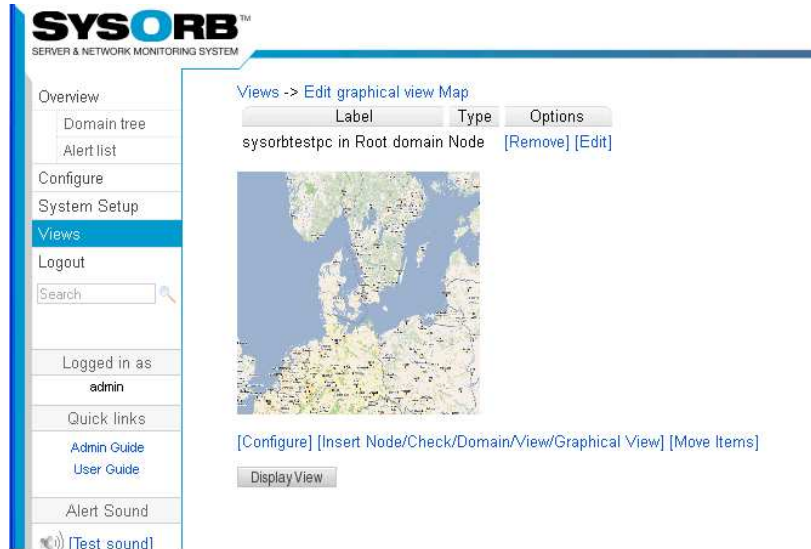 SYSORB™
SERVER & NETWORK MONITORING SYSTEM
Overview
Domain tree
Alert list
Configure
System Setup
Views
Logout
Search
Logged in as
admin
Quick links
Admin Guide
User Guide
Alert Sound
[Test sound]
Views -> Edit graphical view Map
Label Type Options
sysorbtestpc in Root domain Node [Remove] [Edit]
[Configure] [Insert Node/Check/Domain/View/Graphical View] [Move Items]
Display View